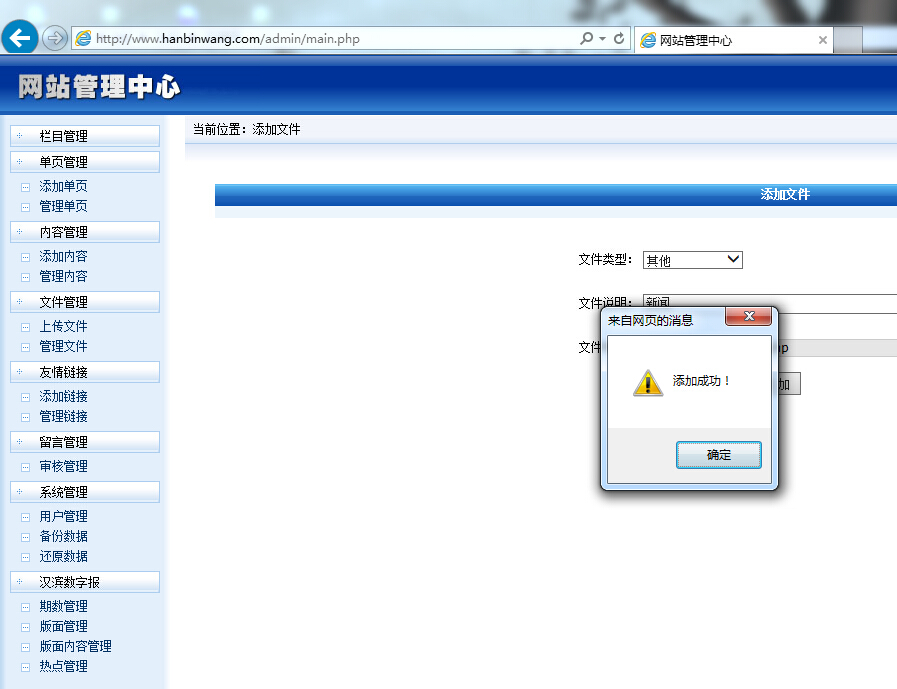 http://www.hanbinwang.com/admin/main.php
网站管理中心
网站管理中心
当前位置：添加文件
栏目管理
单页管理
添加单页
管理单页
内容管理
添加内容
管理内容
文件管理
上传文件
管理文件
友情链接
添加链接
管理链接
留言管理
审核管理
系统管理
用户管理
备份数据
还原数据
汉滨数字报
期数管理
版面管理
版面内容管理
热点管理
添加文件
文件类型： 其他
文件说明： 新闻
文件
来自网页的消息
添加成功！
确定
加